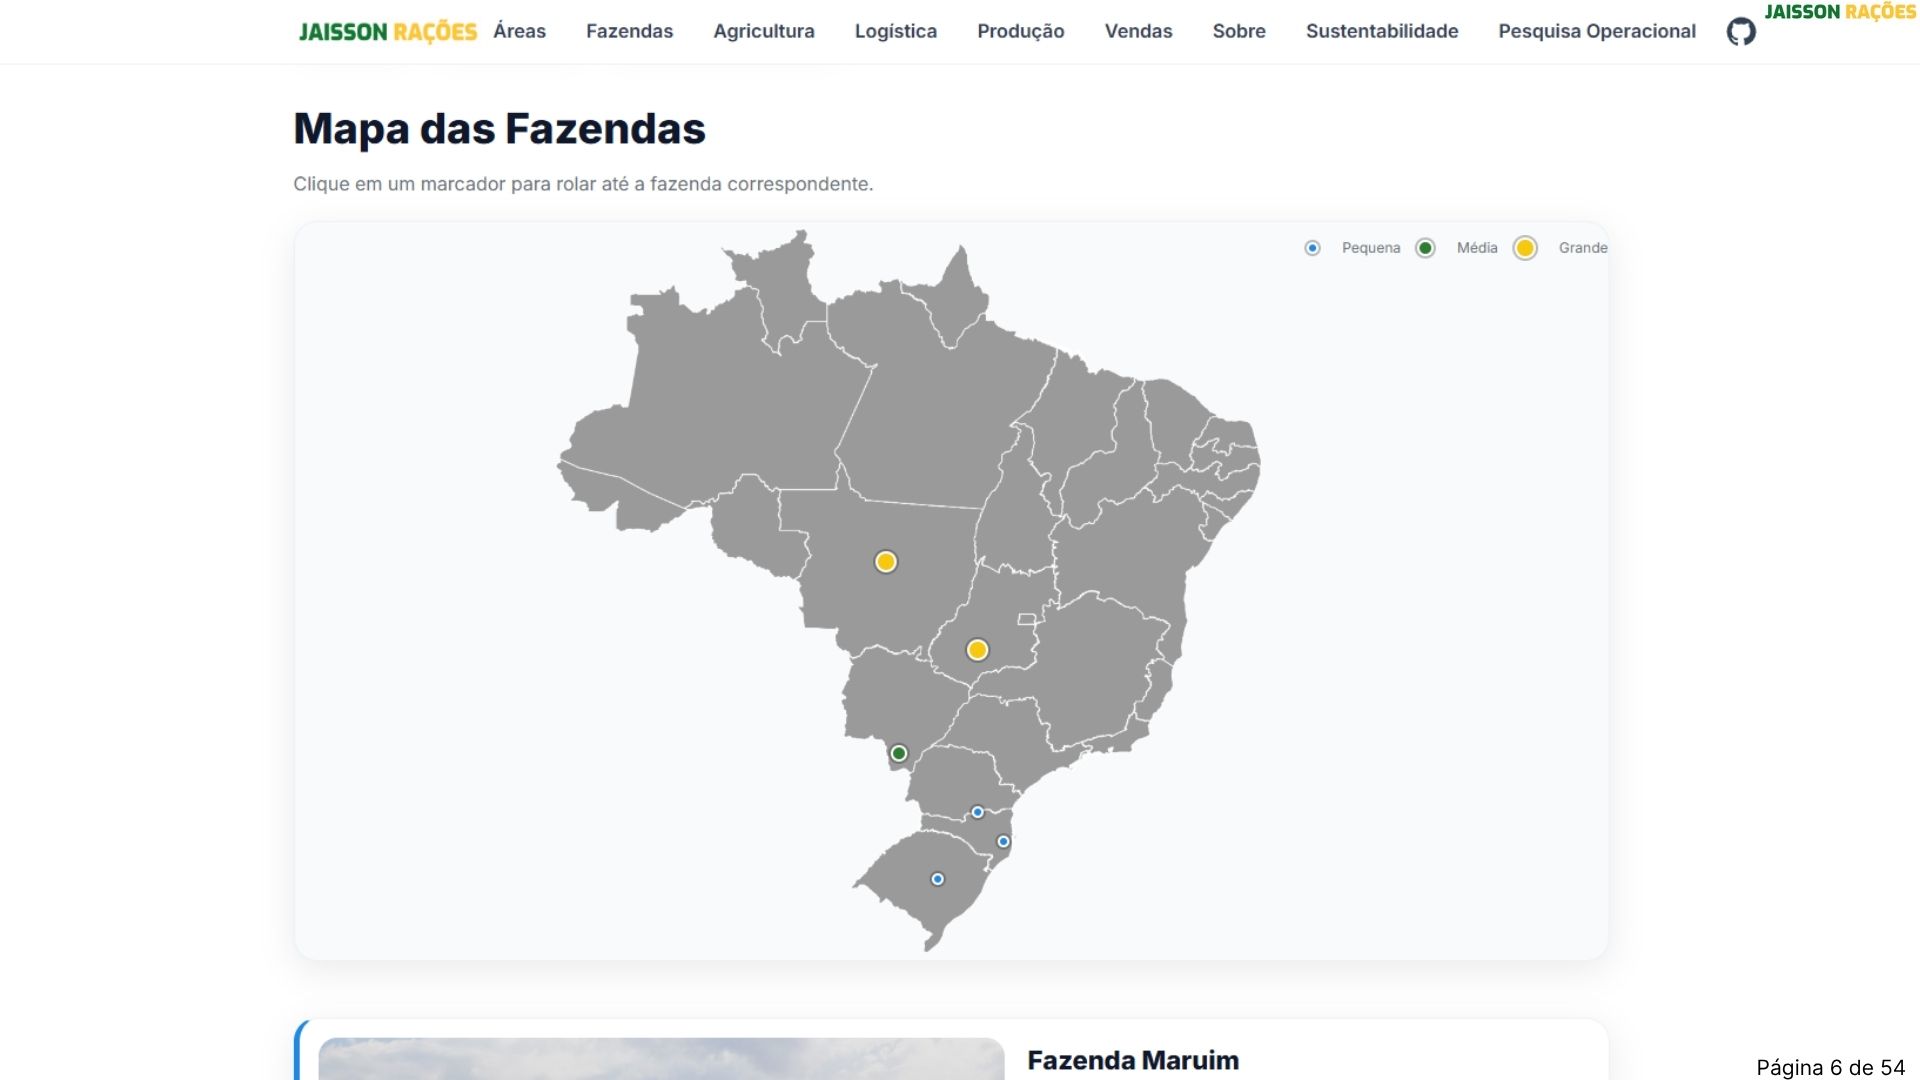 JAISSON RAÇÕES Áreas Fazendas Agricultura Logística Produção Vendas Sobre Sustentabilidade Pesquisa Operacional JAISSON RAÇÕES
Mapa das Fazendas
Clique em um marcador para rolar até a fazenda correspondente.
Pequena Média Grande
Fazenda Maruim
Página 6 de 54